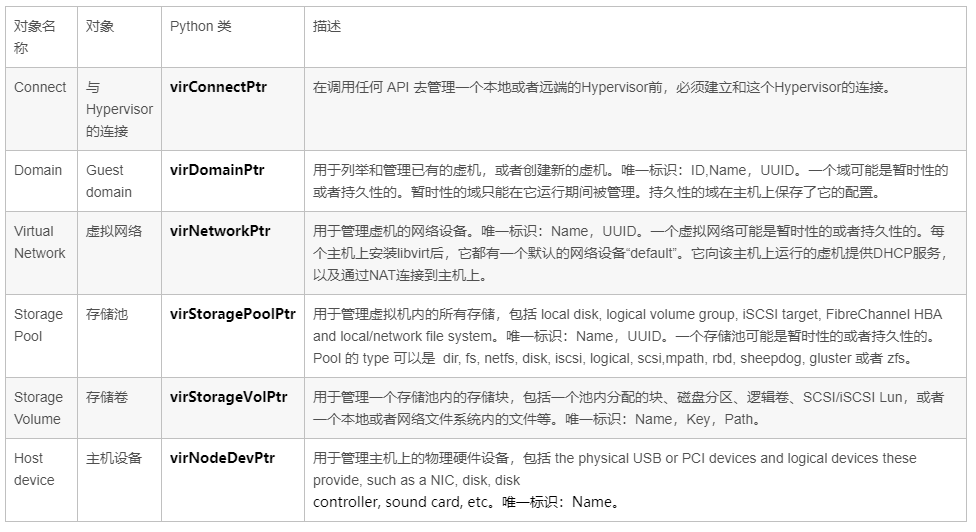 对象名称 对象 Python 类 描述
Connect 与 Hypervisor 的连接 virConnectPtr 在调用任何 API 去管理一个本地或者远端的Hypervisor前，必须建立和这个Hypervisor的连接。
Domain Guest domain virDomainPtr 用于列举和管理已有的虚机，或者创建新的虚机。唯一标识：ID,Name，UUID。一个域可能是暂时性的
或者持久性的。暂时性的域只能在它运行期间被管理。持久性的域在主机上保存了它的配置。
Virtual Network 虚拟网络 virNetworkPtr 用于管理虚机的网络设备。唯一标识：Name，UUID。一个虚拟网络可能是暂时性的或者持久性的。每
个主机上安装libvirt后，它都有一个默认的网络设备“default”。它向该主机上运行的虚机提供DHCP服务，
以及通过NAT连接到主机上。
Storage Pool 存储池 virStoragePoolPtr 用于管理虚拟机内的所有存储，包括 local disk, logical volume group, iSCSI target, FibreChannel HBA
and local/network file system。唯一标识：Name，UUID。一个存储池可能是暂时性的或者持久性的。
Pool 的 type 可以是 dir, fs, netfs, disk, iscsi, logical, scsi,mpath, rbd, sheepdog, gluster 或者 zfs。
Storage Volume 存储卷 virStorageVolPtr 用于管理一个存储池内的存储块，包括一个池内分配的块、磁盘分区、逻辑卷、SCSI/iSCSI Lun，或者
一个本地或者网络文件系统内的文件等。唯一标识：Name，Key，Path。
Host device 主机设备 virNodeDevPtr 用于管理主机上的物理硬件设备，包括 the physical USB or PCI devices and logical devices these
provide, such as a NIC, disk, disk
controller, sound card, etc。唯一标识：Name。